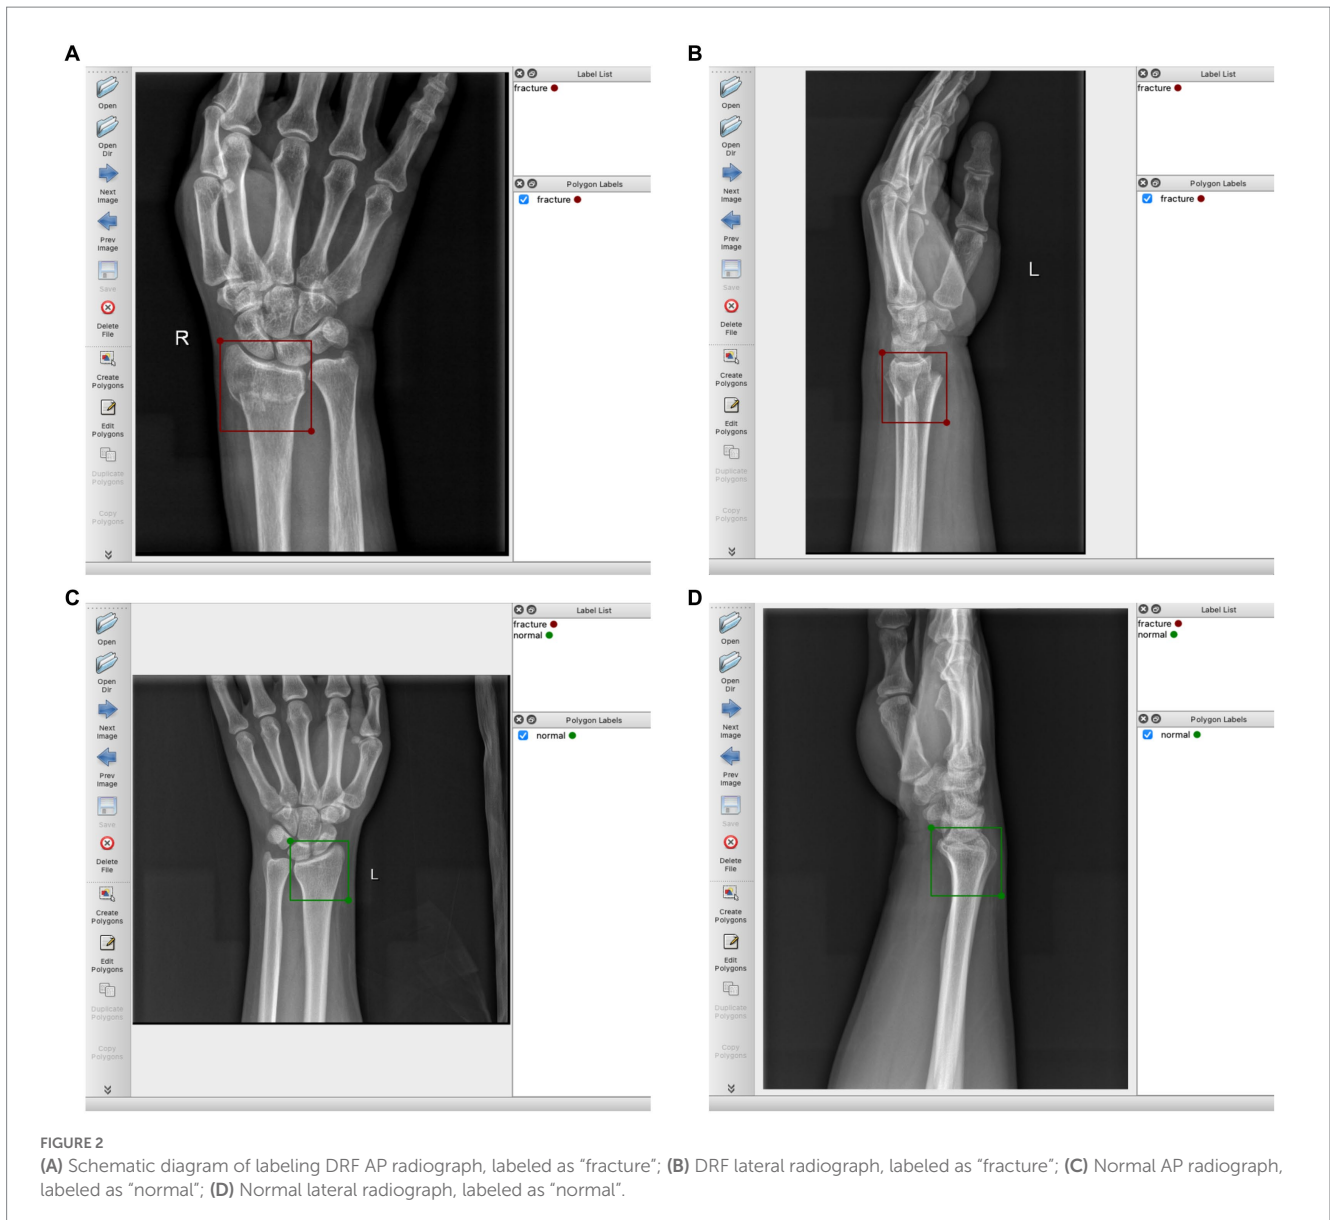 A
Open
Open
Dir
Next
Image
Prev
Image
Save
Delete
File
Create
Polygons
Edit
Polygons
Duplicate
Polygons
Copy
Polygons
R
Label List
fracture
Polygon Labels
fracture
B
Open
Open
Dir
Next
Image
Prev
Image
Save
Delete
File
Create
Polygons
Edit
Polygons
Duplicate
Polygons
Copy
Polygons
L
Label List
fracture
Polygon Labels
fracture
C
Open
Open
Dir
Next
Image
Prev
Image
Save
Delete
File
Create
Polygons
Edit
Polygons
Duplicate
Polygons
Copy
Polygons
L
Label List
fracture
normal
Polygon Labels
normal
D
Open
Open
Dir
Next
Image
Prev
Image
Save
Delete
File
Create
Polygons
Edit
Polygons
Duplicate
Polygons
Copy
Polygons
Label List
fracture
normal
Polygon Labels
normal
FIGURE 2
(A) Schematic diagram of labeling DRF AP radiograph, labeled as “fracture”; (B) DRF lateral radiograph, labeled as “fracture”; (C) Normal AP radiograph,
labeled as “normal”; (D) Normal lateral radiograph, labeled as “normal”.